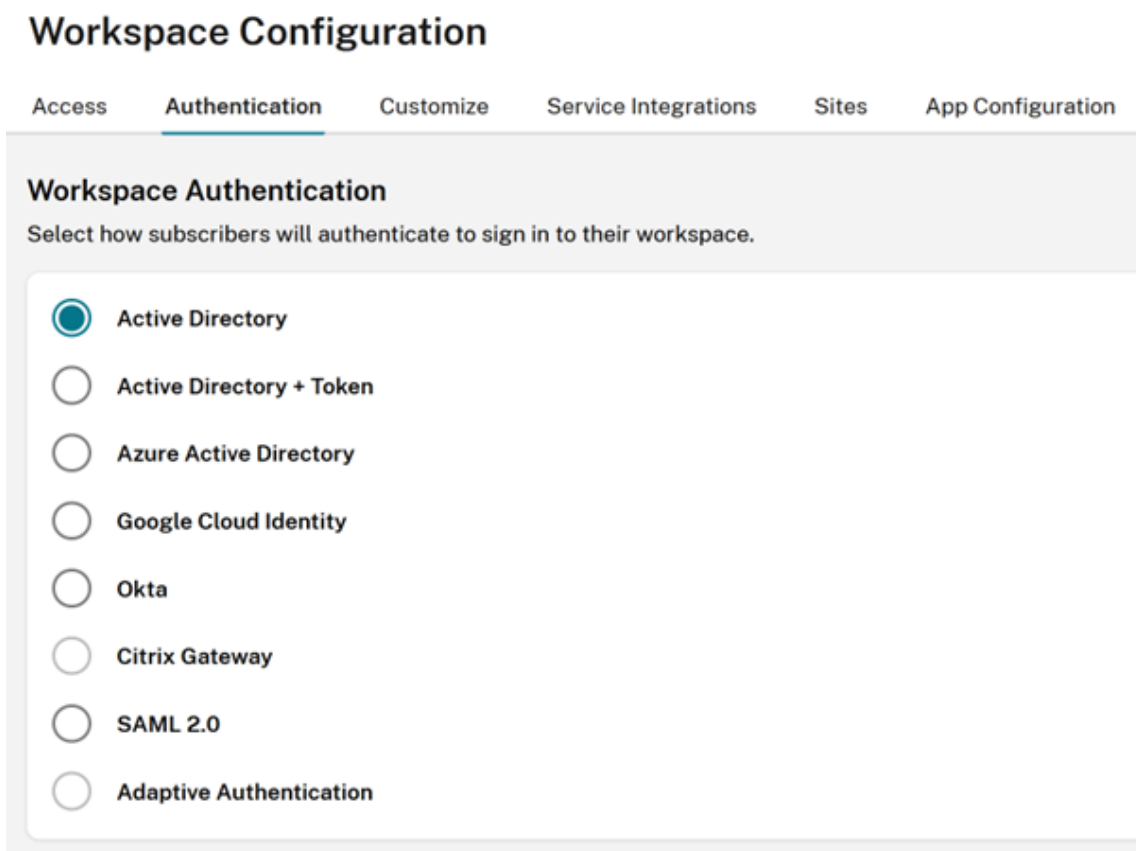 Workspace Configuration
Access Authentication Customize Service Integrations Sites App Configuration
Workspace Authentication
Select how subscribers will authenticate to sign in to their workspace.
Active Directory
Active Directory + Token
Azure Active Directory
Google Cloud Identity
Okta
Citrix Gateway
SAML 2.0
Adaptive Authentication